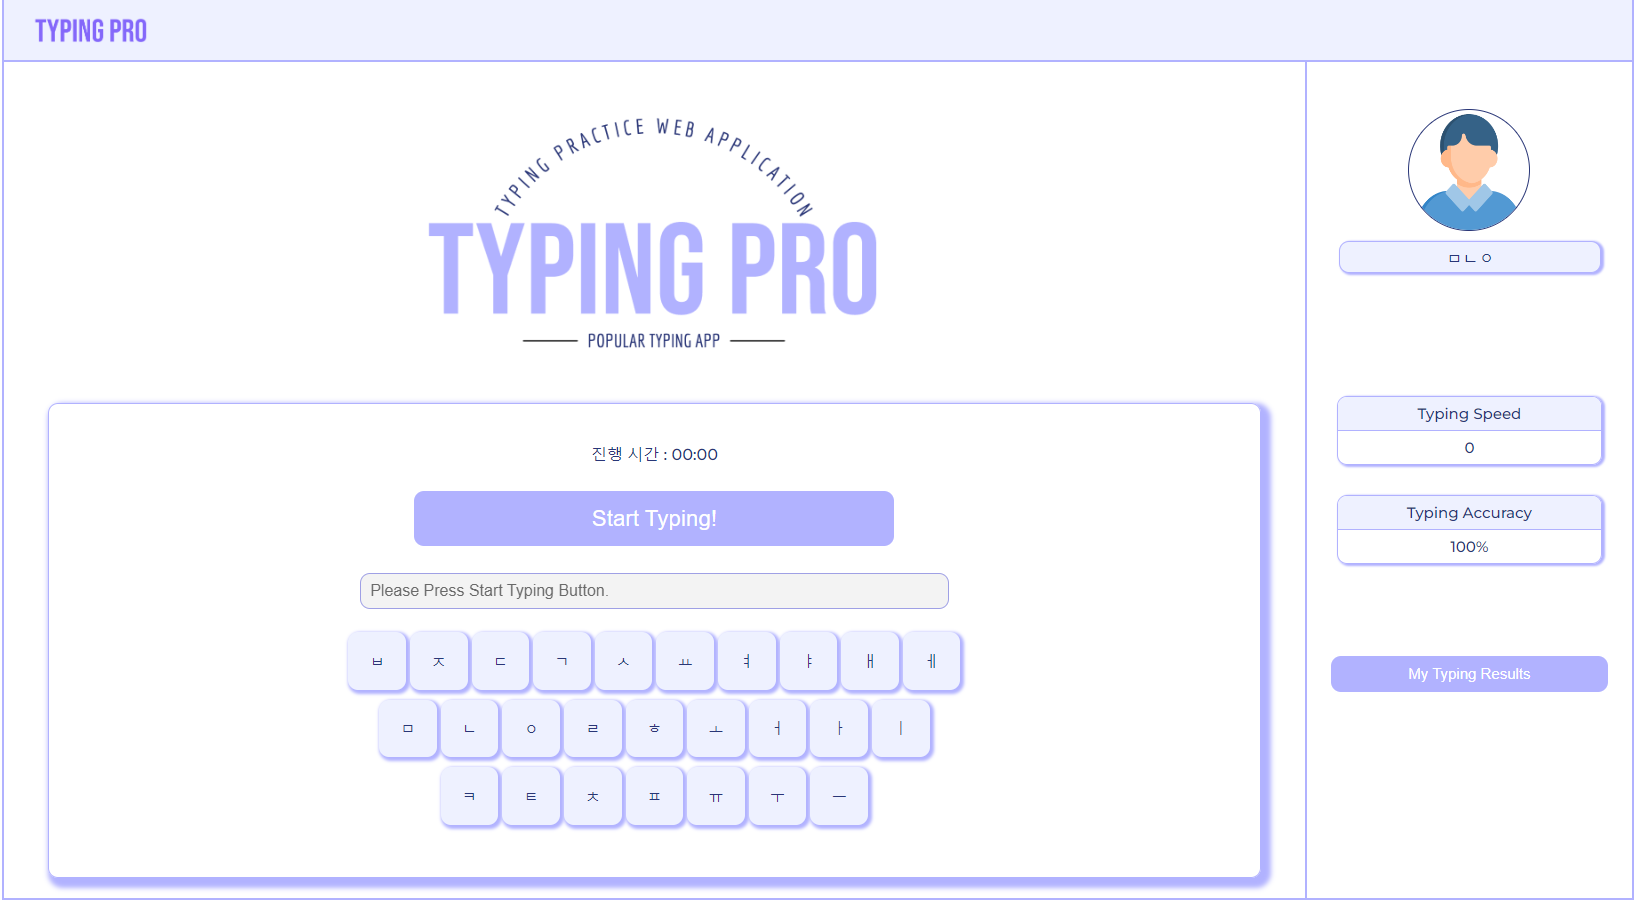 TYPING PRO
TYPING PRACTICE WEB APPLICATION
TYPING PRO
POPULAR TYPING APP
ㅁㄴㅇ
진행 시간 : 00:00
Start Typing!
Please Press Start Typing Button.
ㅂ ㅈ ㄷ ㄱ ㅅ ㅛ ㅕ ㅑ ㅐ ㅔ
ㅁ ㄴ ㅇ ㄹ ㅎ ㅗ ㅓ ㅏ ㅣ
ㅋ ㅌ ㅊ ㅍ ㅠ ㅜ ㅡ
Typing Speed
0
Typing Accuracy
100%
My Typing Results